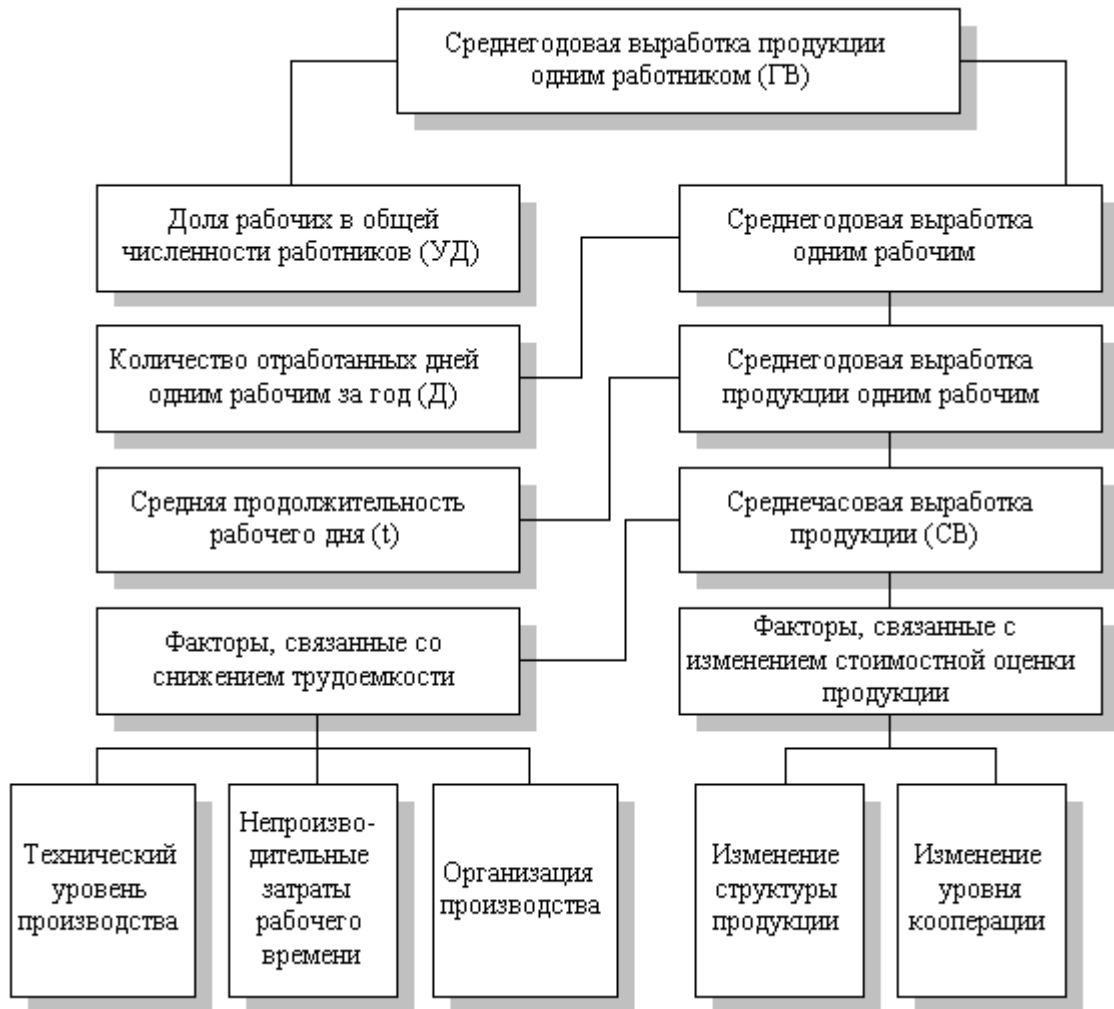 Среднегодовая выработка продукции
одним работником (ГВ)
Доля рабочих в общей
численности работников (УД)
Среднегодовая выработка
одним рабочим
Количество отработанных дней
одним рабочим за год (Д)
Среднегодовая выработка
продукции одним рабочим
Средняя продолжительность
рабочего дня (t)
Среднечасовая выработка
продукции (СВ)
Факторы, связанные со
снижением трудоемкости
Факторы, связанные с
изменением стоимостной оценки
продукции
Технический
уровень
производства
Непроизво-
дительные
затраты
рабочего
времени
Организация
производства
Изменение
структуры
продукции
Изменение
уровня
кооперации